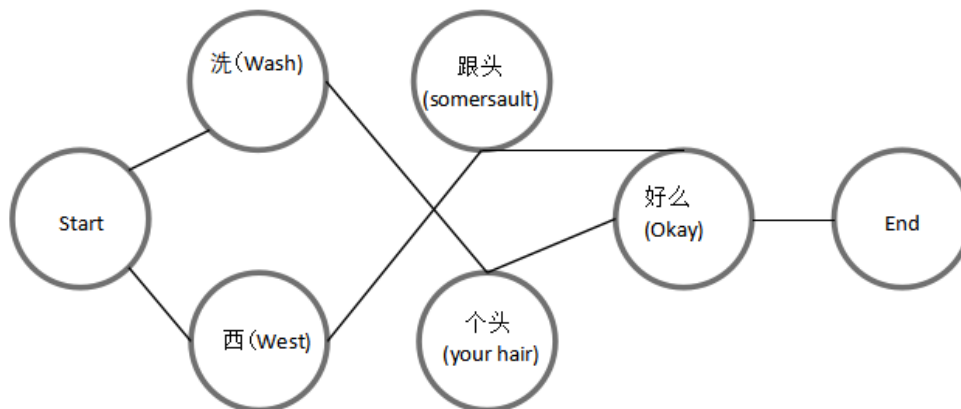 洗(Wash)
跟头
(somersault)
Start
好么
(Okay)
End
西(West)
个头
(your hair)